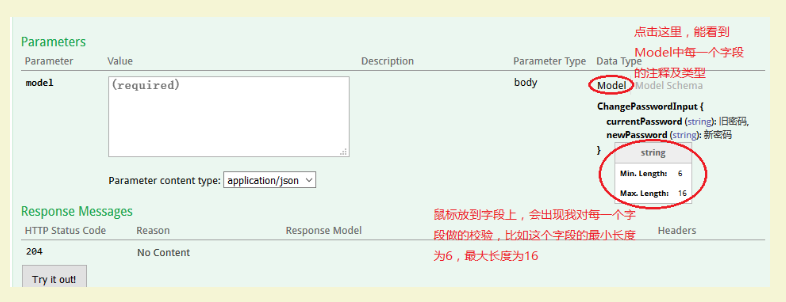 Parameters
Parameter Value Description Parameter Type Data Type
model (required) body Model Model Schema
ChangePasswordInput {
currentPassword (string): 旧密码,
newPassword (string): 新密码
}
string
Min. Length: 6
Max. Length: 16
Parameter content type: application/json
点击这里，能看到
Model中每一个字段
的注释及类型
Response Messages
HTTP Status Code Reason Response Model Headers
204 No Content
鼠标放到字段上，会出现我对每一个字
段做的校验，比如这个字段的最小长度
为6，最大长度为16
Try it out!